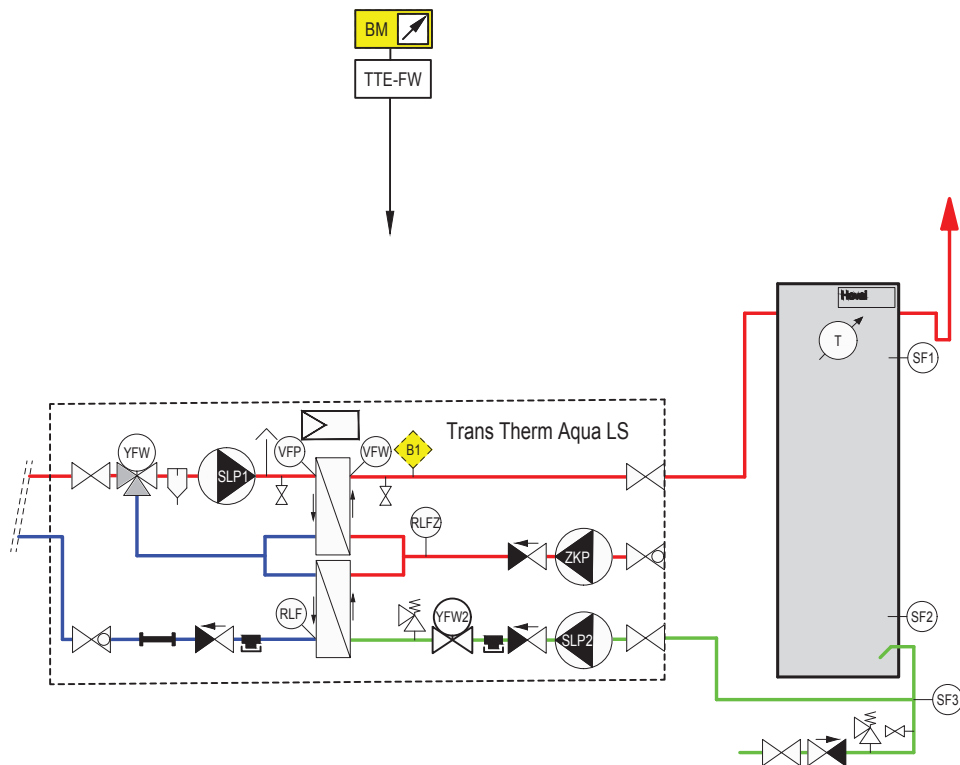 BM
TTE-FW
Hoval
T
SF1
Trans Therm Aqua LS
YFW
VFP
VFW
B1
SLP1
RLFZ
ZKP
RLF
YFW2
SLP2
SF2
SF3